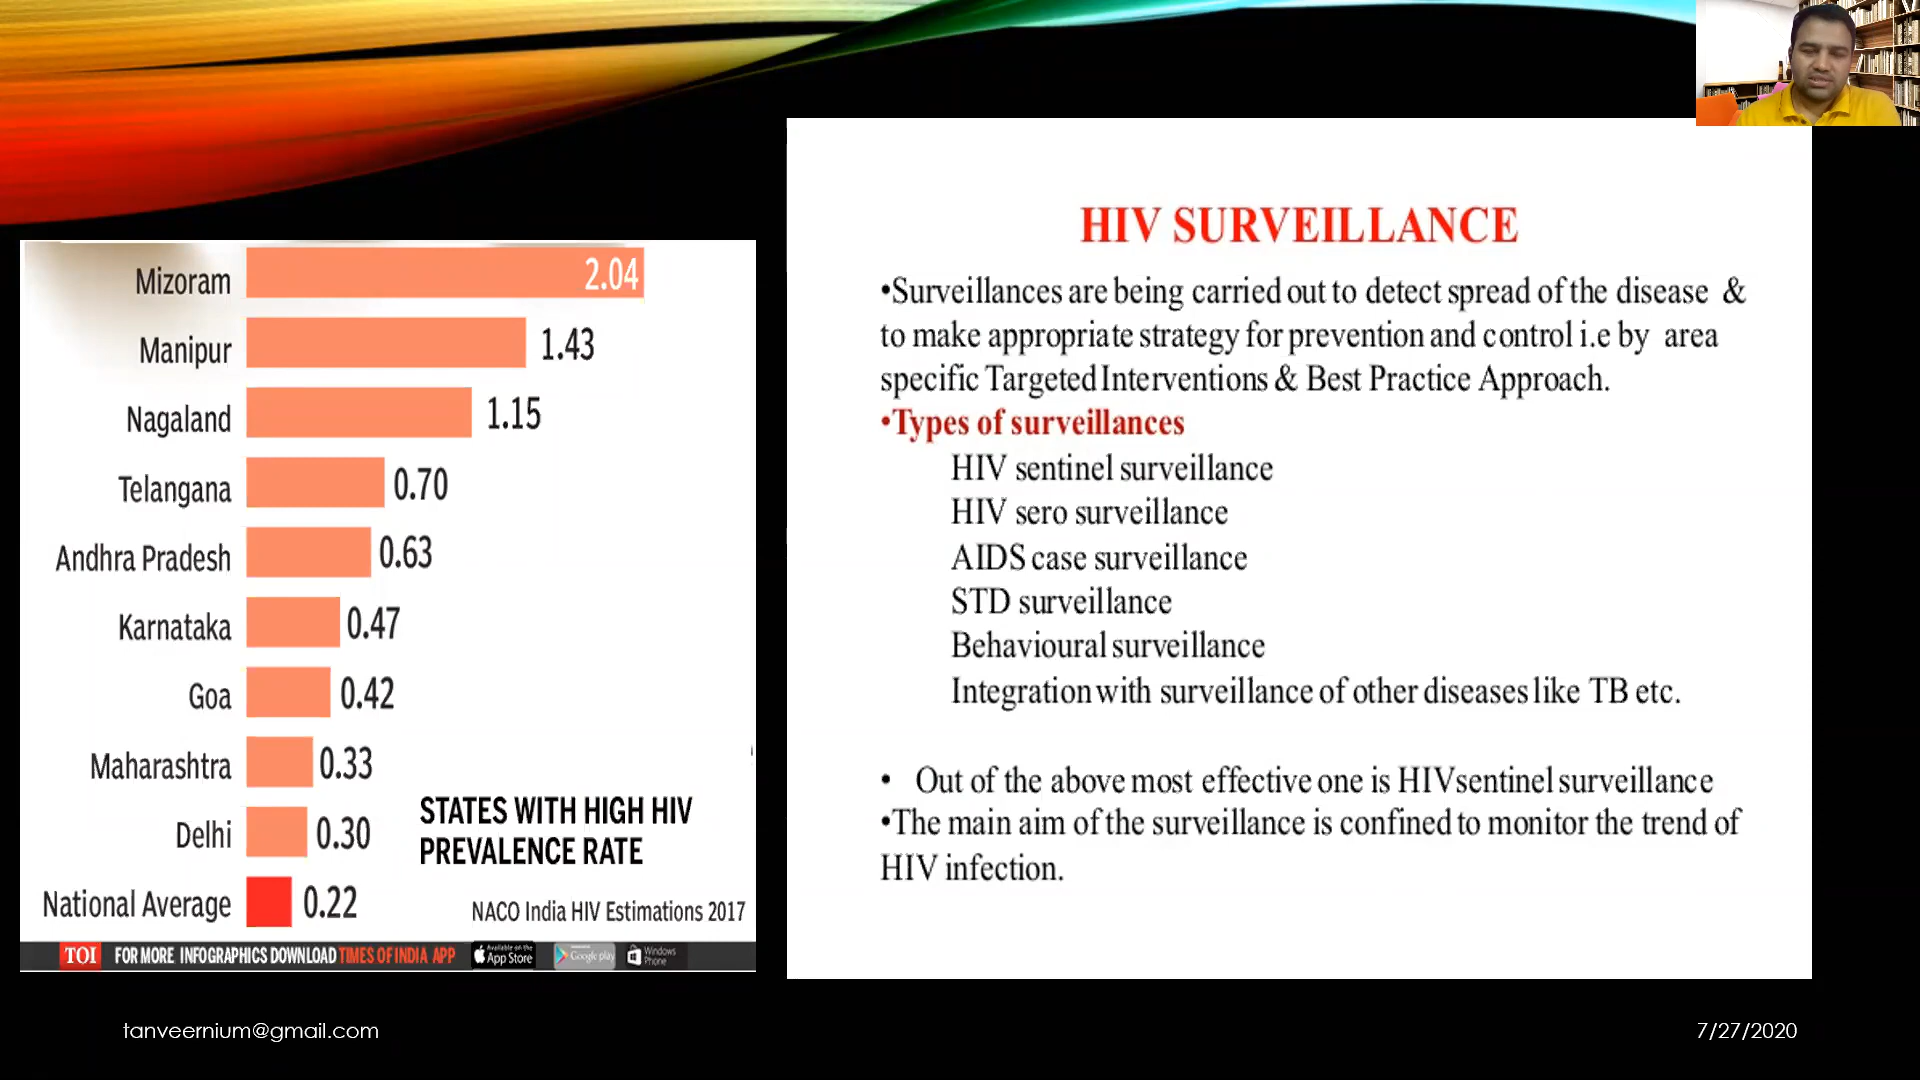 Mizoram 2.04
Manipur 1.43
Nagaland 1.15
Telangana 0.70
Andhra Pradesh 0.63
Karnataka 0.47
Goa 0.42
Maharashtra 0.33
Delhi 0.30
National Average 0.22
STATES WITH HIGH HIV
PREVALENCE RATE
NACO India HIV Estimations 2017
TOI FOR MORE INFOGRAPHICS DOWNLOAD TIMES OF INDIA APP Available on the App Store Google play Windows Phone
HIV SURVEILLANCE
•Surveillances are being carried out to detect spread of the disease &
to make appropriate strategy for prevention and control i.e by area
specific Targeted Interventions & Best Practice Approach.
•Types of surveillances
HIV sentinel surveillance
HIV sero surveillance
AIDS case surveillance
STD surveillance
Behavioural surveillance
Integration with surveillance of other diseases like TB etc.
• Out of the above most effective one is HIVsentinel surveillance
•The main aim of the surveillance is confined to monitor the trend of
HIV infection.
tanveernium@gmail.com
7/27/2020